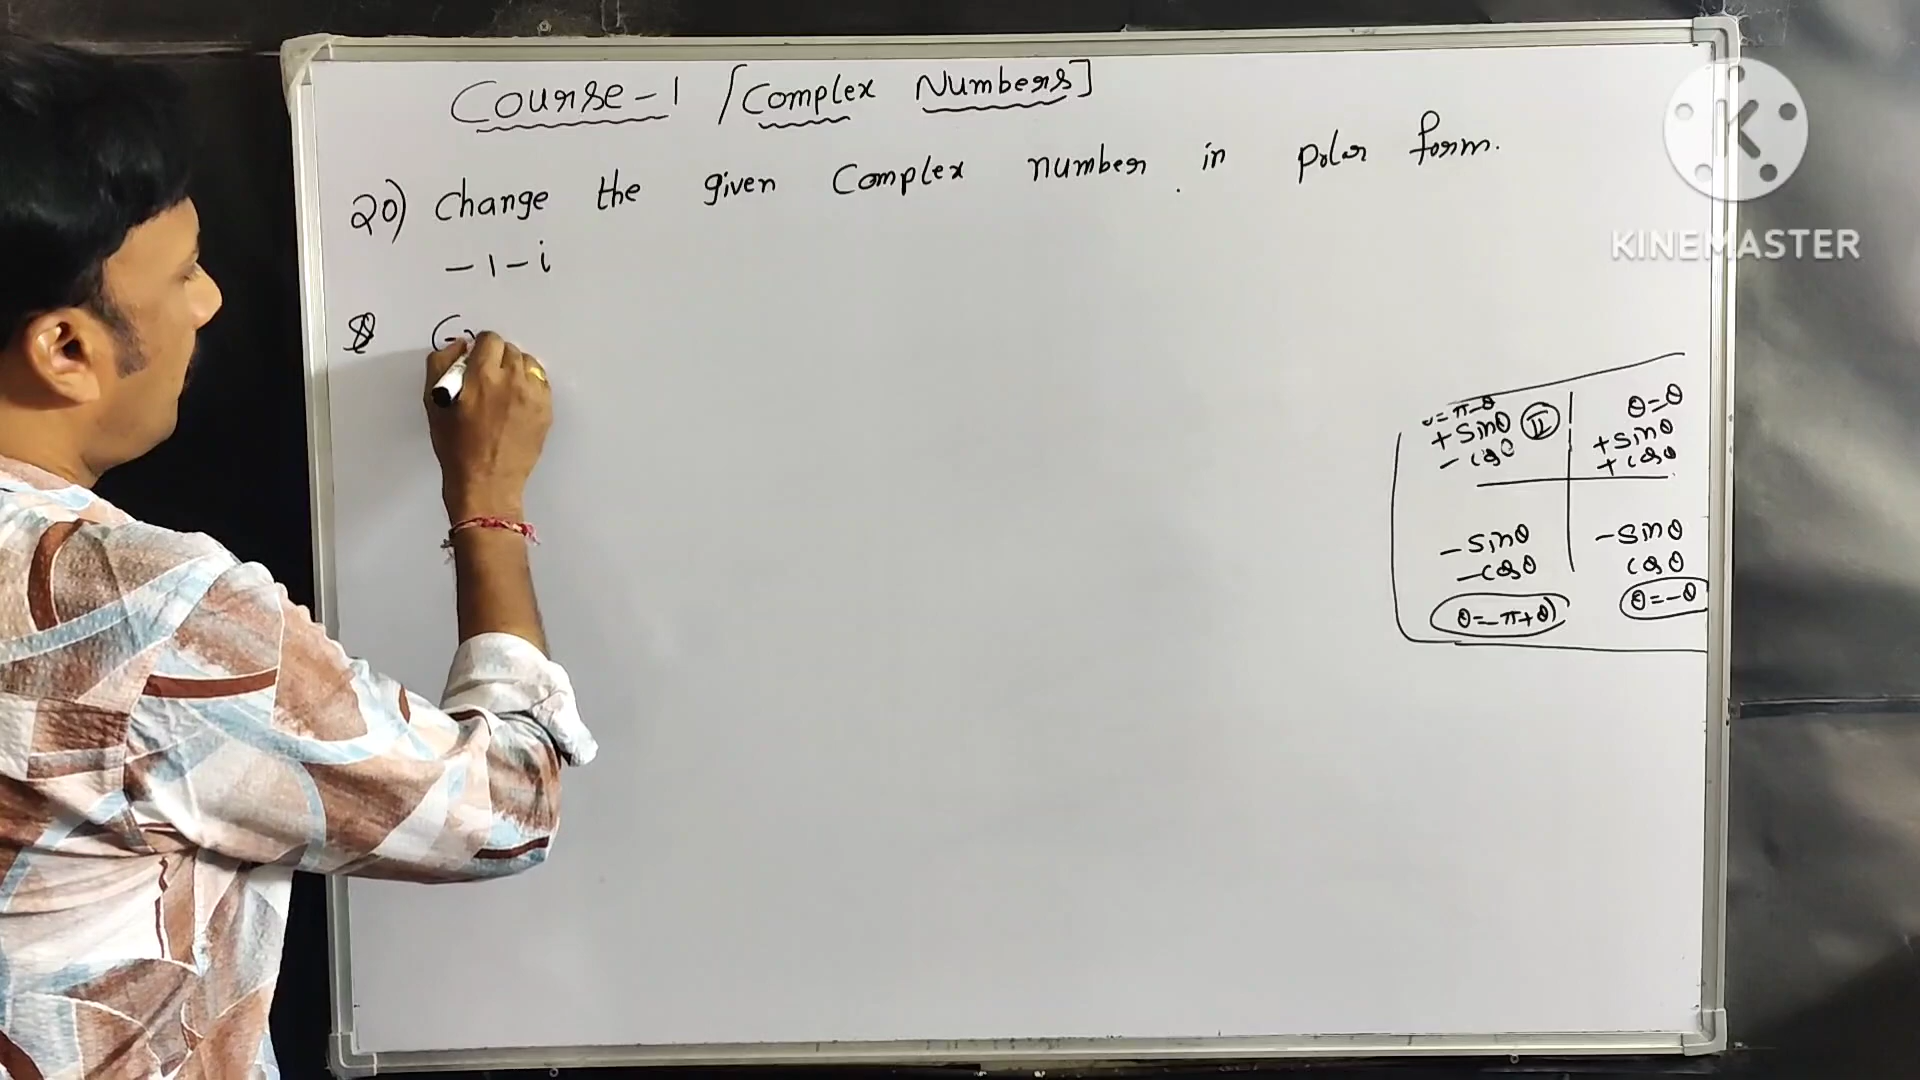 Course-1 [Complex Numbers]
20) Change the given Complex number in polar form.
-1-i
θ=π-θ
+Sinθ II
-cosθ
θ=θ
+Sinθ
+cosθ
-Sinθ
-cosθ
θ=-π+θ)
-Sinθ
cosθ
θ=-θ
K
KINEMASTER